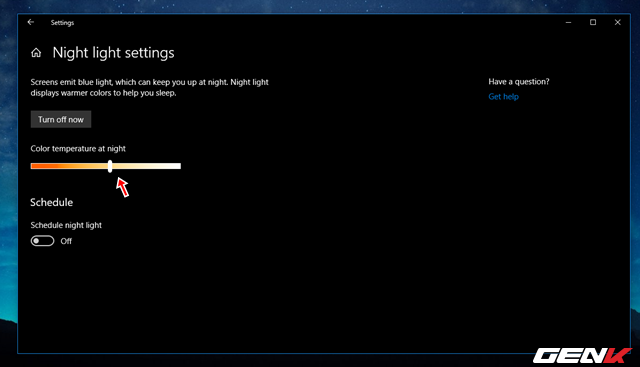 Settings
Night light settings
Screens emit blue light, which can keep you up at night. Night light
displays warmer colors to help you sleep.
Turn off now
Color temperature at night
Schedule
Schedule night light
Off
Have a question?
Get help
GENK